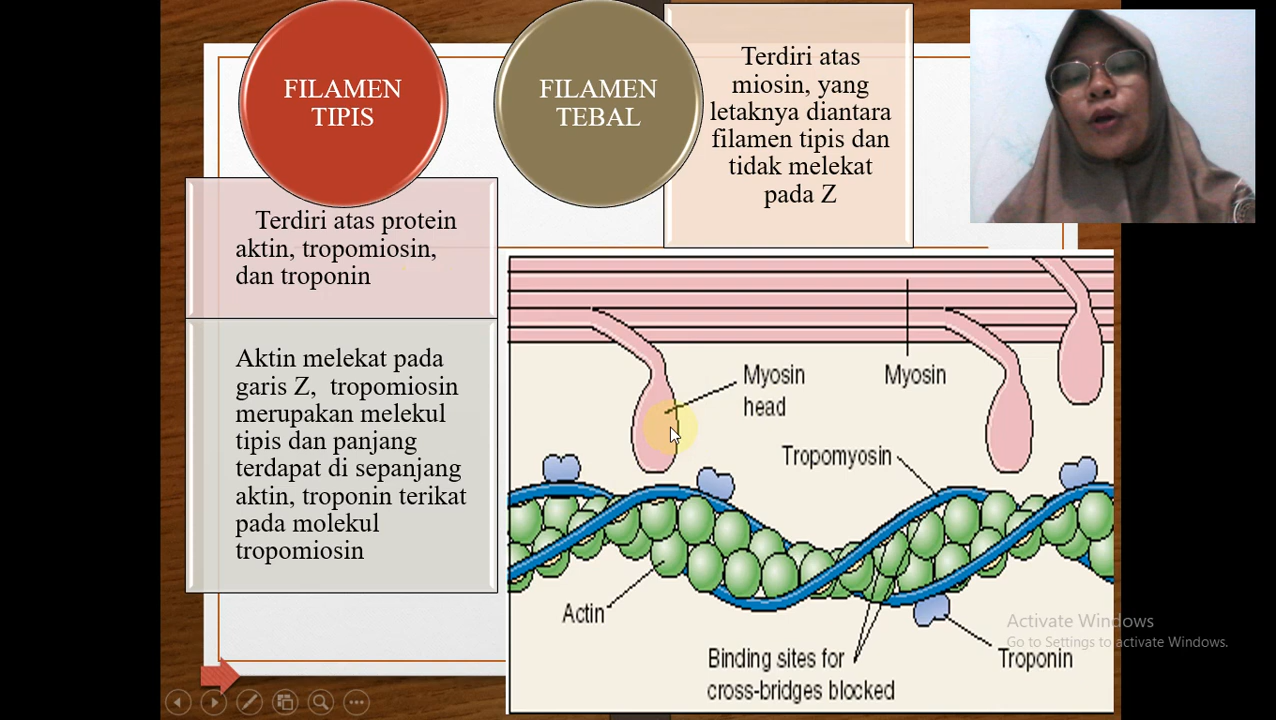 FILAMEN
TIPIS
Terdiri atas protein
aktin, tropomiosin,
dan troponin
Aktin melekat pada
garis Z, tropomiosin
merupakan melekul
tipis dan panjang
terdapat di sepanjang
aktin, troponin terikat
pada molekul
tropomiosin
FILAMEN
TEBAL
Terdiri atas
miosin, yang
letaknya diantara
filamen tipis dan
tidak melekat
pada Z
Myosin
head
Myosin
Tropomyosin
Actin
Binding sites for
cross-bridges blocked
Troponin
Activate Windows
Go to Settings to activate Windows.